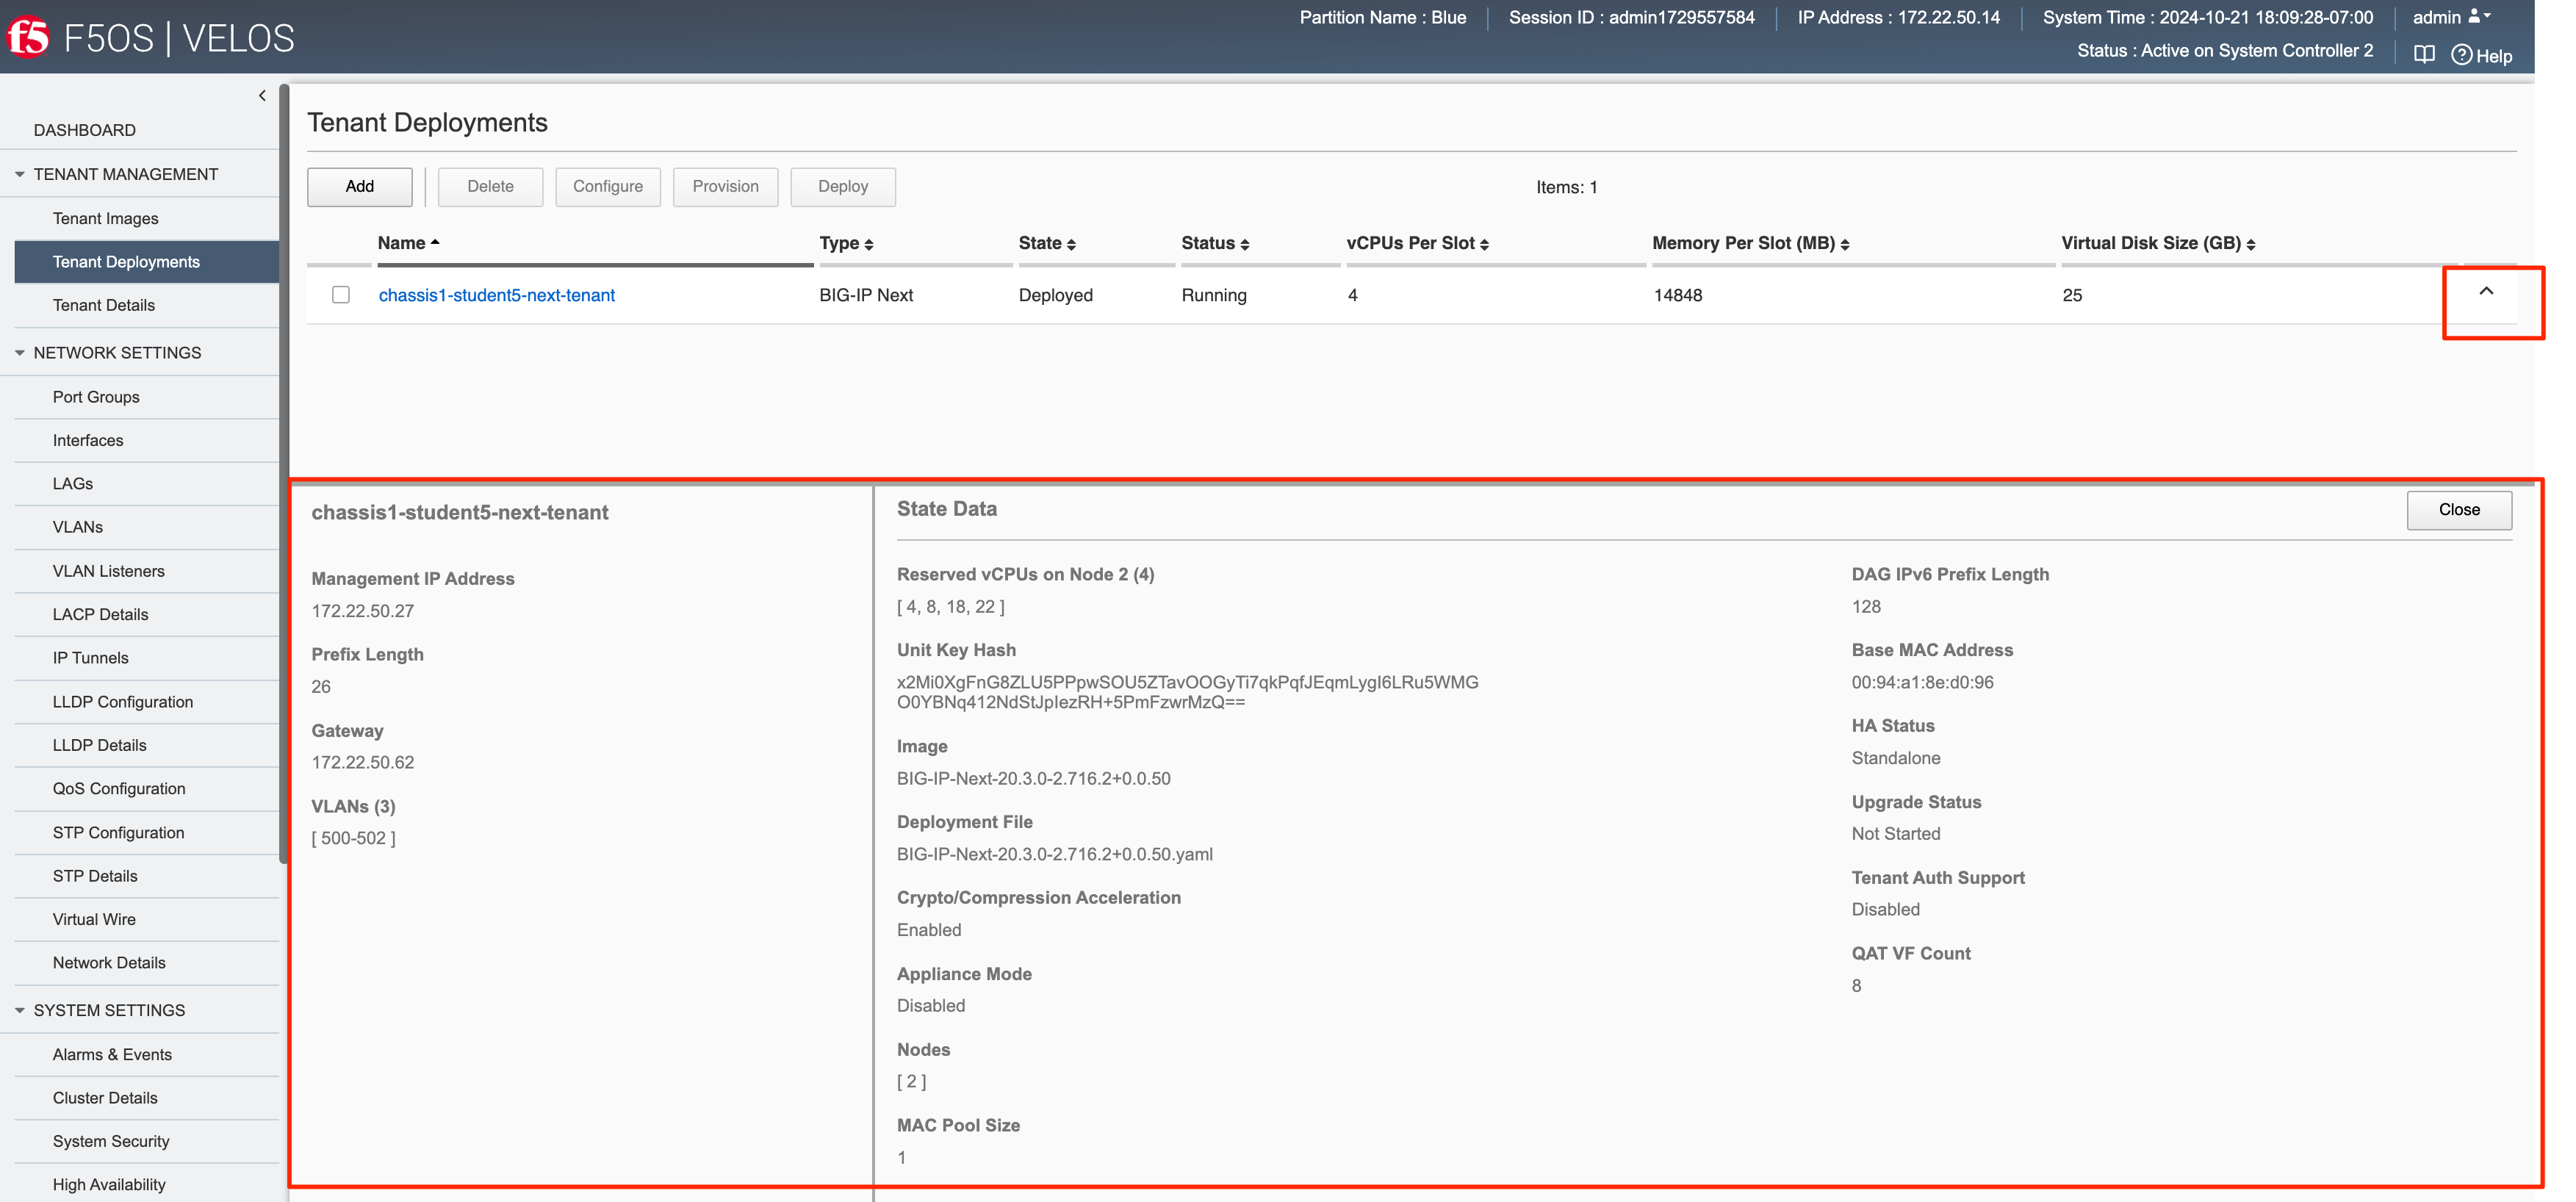 f5 F5OS | VELOS
Partition Name : Blue
Session ID : admin1729557584
IP Address : 172.22.50.14
System Time : 2024-10-21 18:09:28-07:00
admin
Status : Active on System Controller 2
Help
DASHBOARD
TENANT MANAGEMENT
Tenant Images
Tenant Deployments
Tenant Details
NETWORK SETTINGS
Port Groups
Interfaces
LAGs
VLANs
VLAN Listeners
LACP Details
IP Tunnels
LLDP Configuration
LLDP Details
QoS Configuration
STP Configuration
STP Details
Virtual Wire
Network Details
SYSTEM SETTINGS
Alarms & Events
Cluster Details
System Security
High Availability
Tenant Deployments
Add Delete Configure Provision Deploy Items: 1
Name Type State Status vCPUs Per Slot Memory Per Slot (MB) Virtual Disk Size (GB)
chassis1-student5-next-tenant BIG-IP Next Deployed Running 4 14848 25
chassis1-student5-next-tenant
Management IP Address
172.22.50.27
Prefix Length
26
Gateway
172.22.50.62
VLANs (3)
[ 500-502 ]
State Data
Close
Reserved vCPUs on Node 2 (4)
[ 4, 8, 18, 22 ]
Unit Key Hash
x2Mi0XgFnG8ZLU5PPpwSOU5ZTavOOGyTi7qkPqfJEqmLygI6LRu5WMG
O0YBNq412NdStJpIezRH+5PmFzwrMzQ==
Image
BIG-IP-Next-20.3.0-2.716.2+0.0.50
Deployment File
BIG-IP-Next-20.3.0-2.716.2+0.0.50.yaml
Crypto/Compression Acceleration
Enabled
Appliance Mode
Disabled
Nodes
[ 2 ]
MAC Pool Size
1
DAG IPv6 Prefix Length
128
Base MAC Address
00:94:a1:8e:d0:96
HA Status
Standalone
Upgrade Status
Not Started
Tenant Auth Support
Disabled
QAT VF Count
8